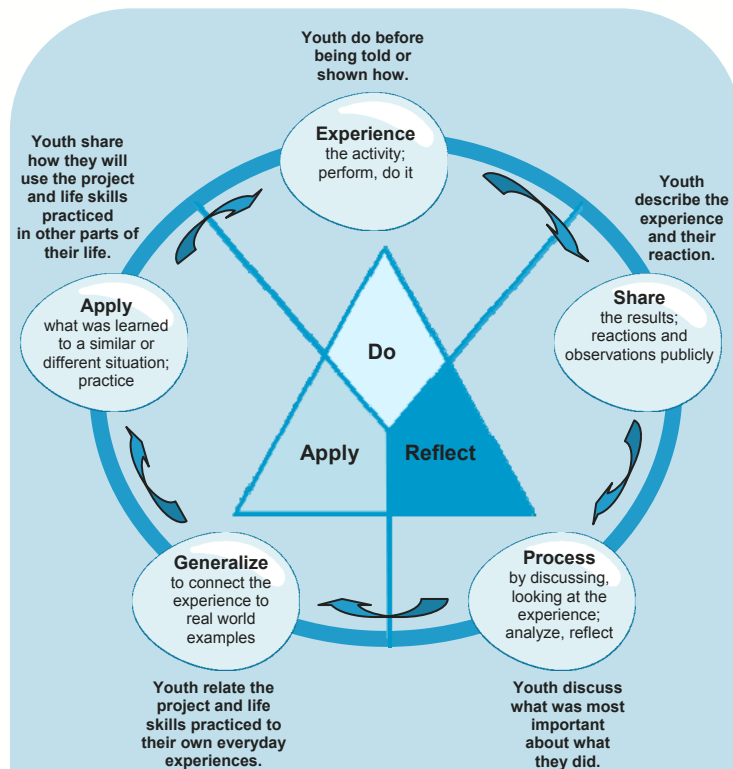 Youth do before
being told or
shown how.
Experience
the activity;
perform, do it
Youth share
how they will
use the project
and life skills
practiced
in other parts of
their life.
Youth
describe the
experience
and their
reaction.
Apply
what was learned
to a similar or
different situation;
practice
Share
the results;
reactions and
observations publicly
Do
Apply
Reflect
Generalize
to connect the
experience to
real world
examples
Process
by discussing,
looking at the
experience;
analyze, reflect
Youth relate the
project and life
skills practiced to
their own everyday
experiences.
Youth discuss
what was most
important
about what
they did.